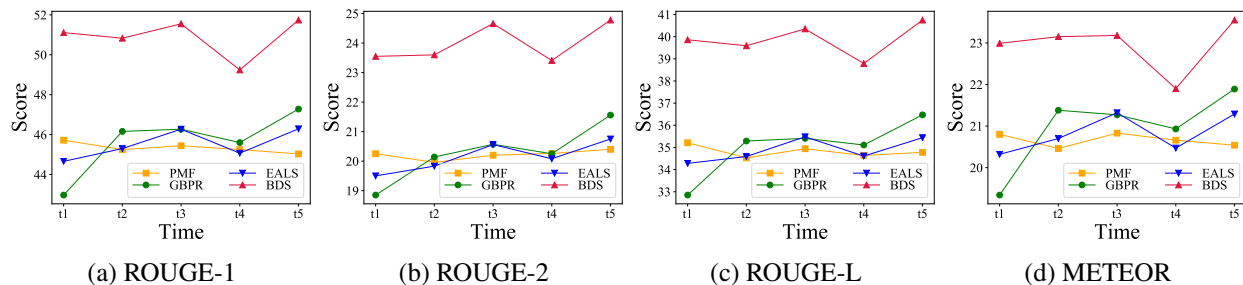 52
50
48
46
44
Score
t1 t2 t3 t4 t5
Time
PMF
GBPR
EALS
BDS
(a) ROUGE-1
25
24
23
22
21
20
19
Score
t1 t2 t3 t4 t5
Time
PMF
GBPR
EALS
BDS
(b) ROUGE-2
41
40
39
38
37
36
35
34
33
Score
t1 t2 t3 t4 t5
Time
PMF
GBPR
EALS
BDS
(c) ROUGE-L
23
22
21
20
Score
t1 t2 t3 t4 t5
Time
PMF
GBPR
EALS
BDS
(d) METEOR